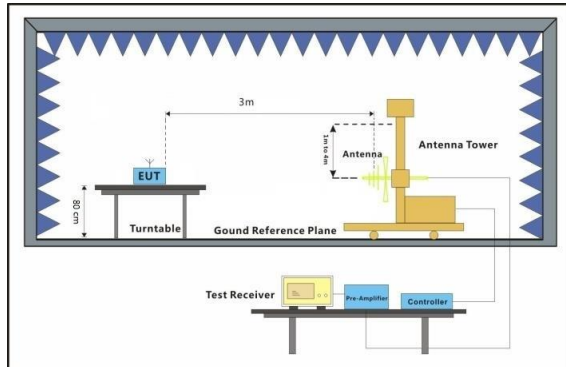 3m
1m to 4m
Antenna
Antenna Tower
EUT
80 cm
Turntable
Gound Reference Plane
Test Receiver
Pre-Amplifier
Controller